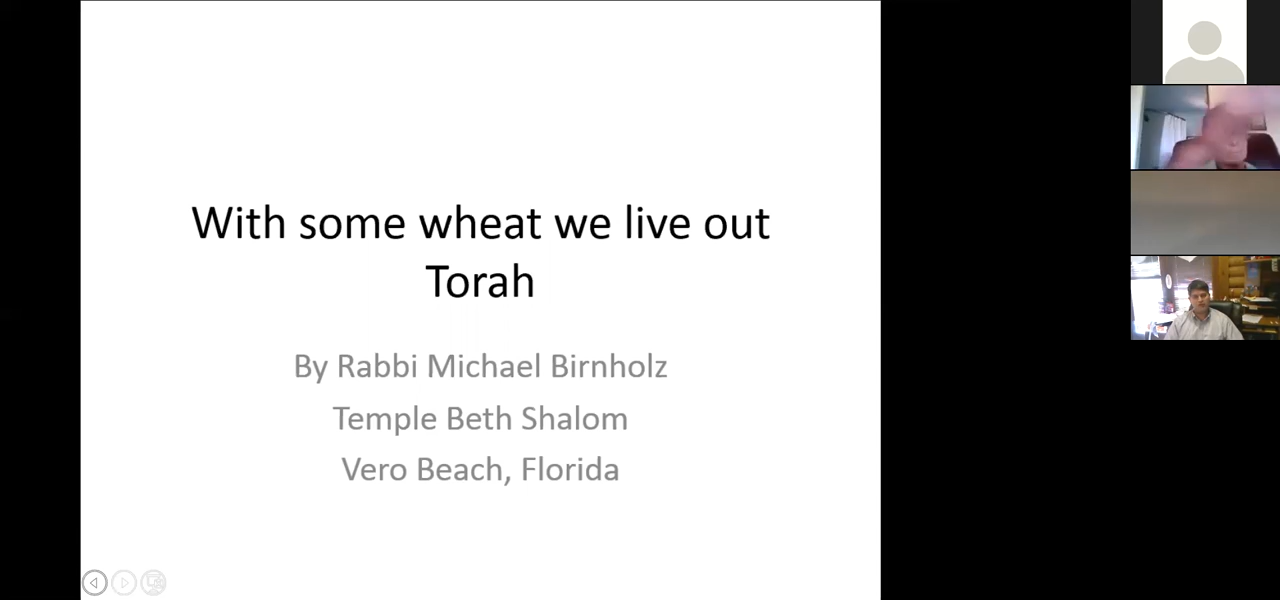 With some wheat we live out
Torah
By Rabbi Michael Birnholz
Temple Beth Shalom
Vero Beach, Florida